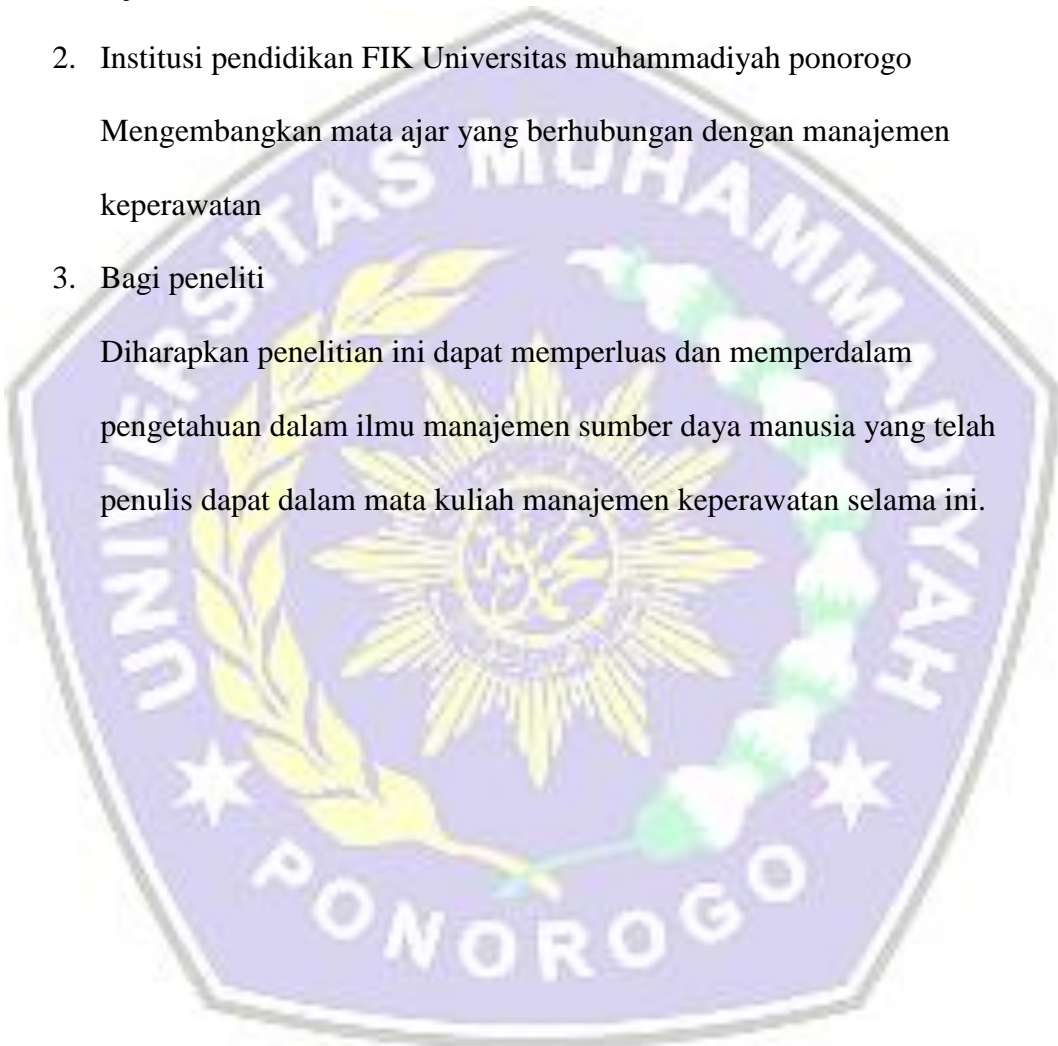 2. Institusi pendidikan FIK Universitas muhammadiyah ponorogo
Mengembangkan mata ajar yang berhubungan dengan manajemen
keperawatan
3. Bagi peneliti
Diharapkan penelitian ini dapat memperluas dan memperdalam
pengetahuan dalam ilmu manajemen sumber daya manusia yang telah
penulis dapat dalam mata kuliah manajemen keperawatan selama ini.
UNIVERSITAS MUHAMMADIYAH
PONOROGO